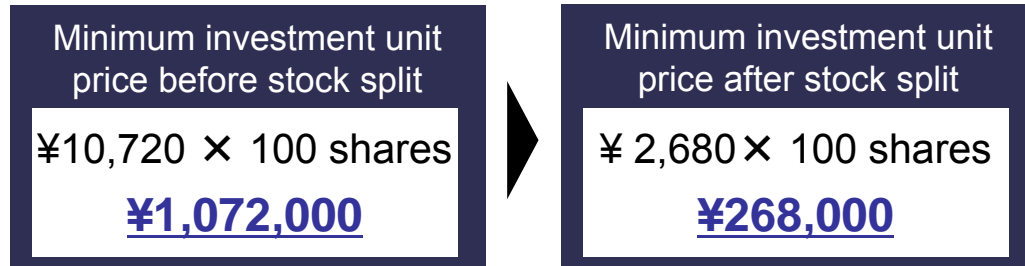 Minimum investment unit
price before stock split
¥10,720 × 100 shares
¥1,072,000
Minimum investment unit
price after stock split
¥ 2,680× 100 shares
¥268,000